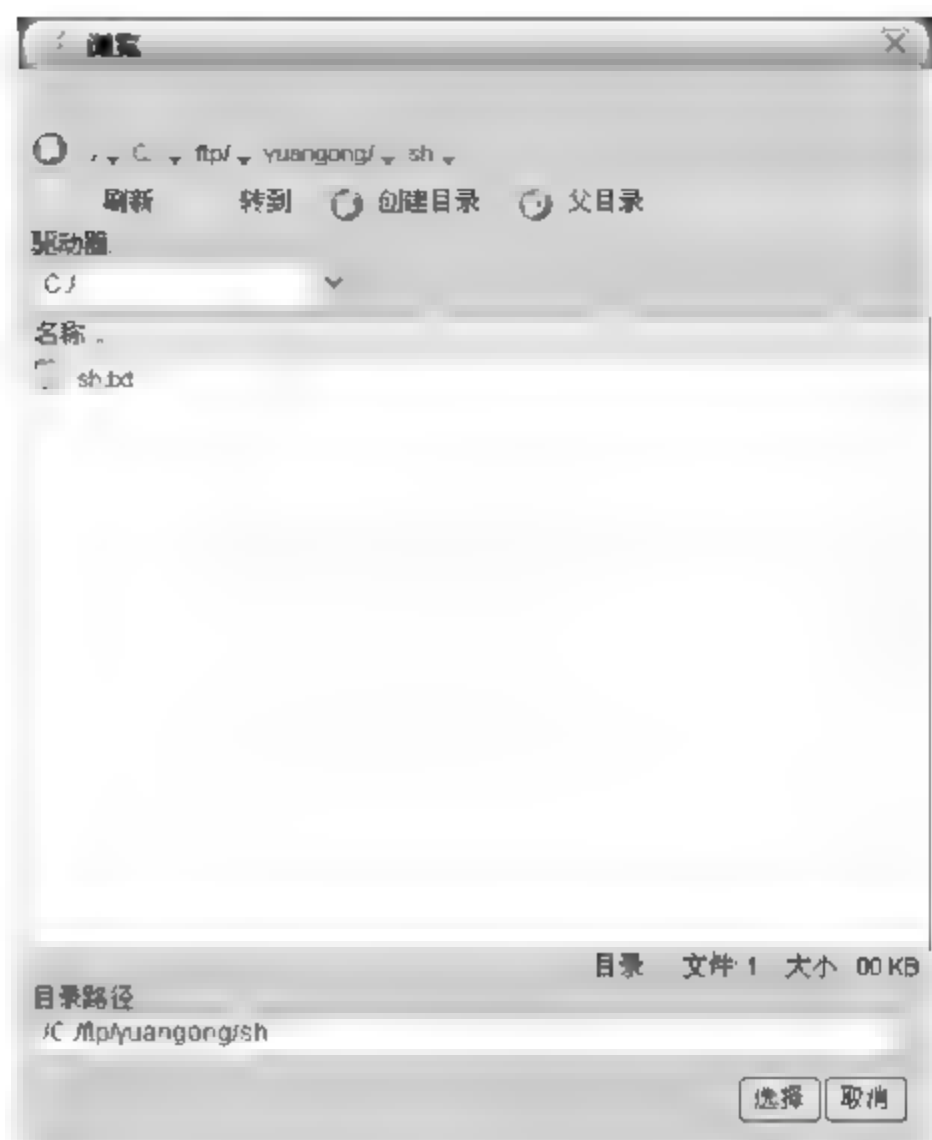 浏览
/ C. ftp/ yuangong/ sh
刷新 转到 创建目录 父目录
驱动器
C:/
名称
sh.txt
目录 文件: 1 大小 00 KB
目录路径
/C:/ftp/yuangong/sh
选择 取消